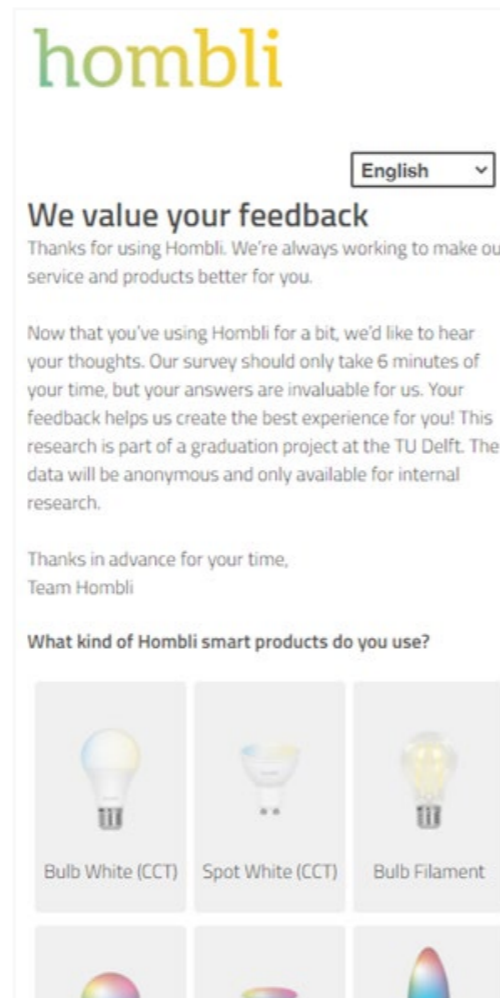 hombli
English
We value your feedback
Thanks for using Hombli. We're always working to make ou
service and products better for you.
Now that you've using Hombli for a bit, we'd like to hear
your thoughts. Our survey should only take 6 minutes of
your time, but your answers are invaluable for us. Your
feedback helps us create the best experience for you! This
research is part of a graduation project at the TU Delft. The
data will be anonymous and only available for internal
research.
Thanks in advance for your time,
Team Hombli
What kind of Hombli smart products do you use?
Bulb White (CCT) Spot White (CCT) Bulb Filament